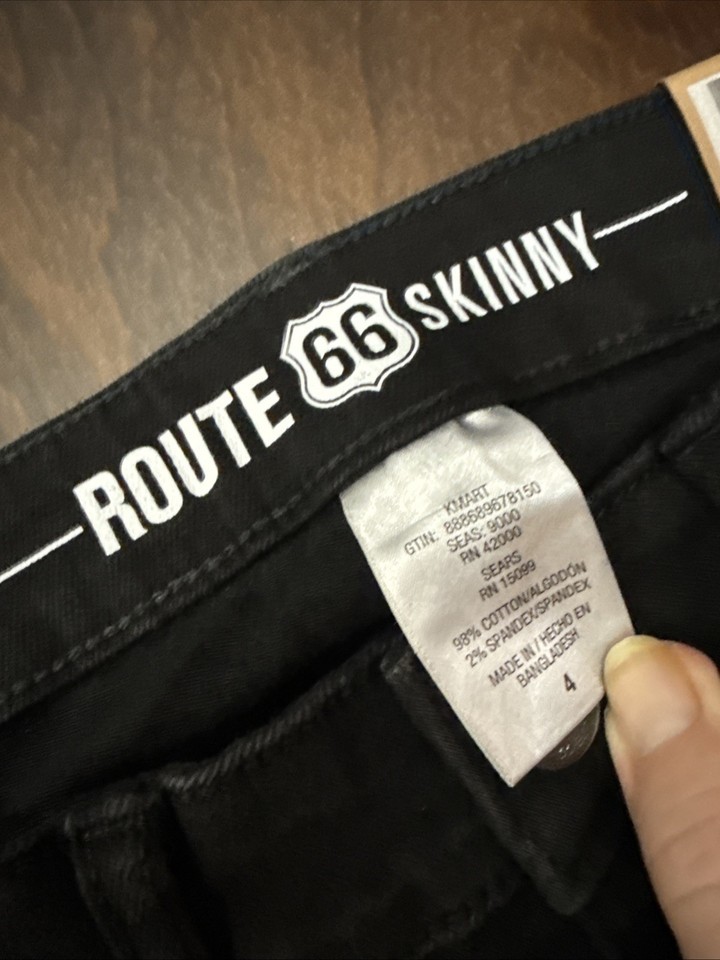 ROUTE 66 SKINNY
KMART
GTIN: 888689678150
SEAS: 9000
RN 42000
SEARS
RN 15099
98% COTTON/ALGODÓN
2% SPANDEX/SPANDEX
MADE IN / HECHO EN
BANGLADESH
4